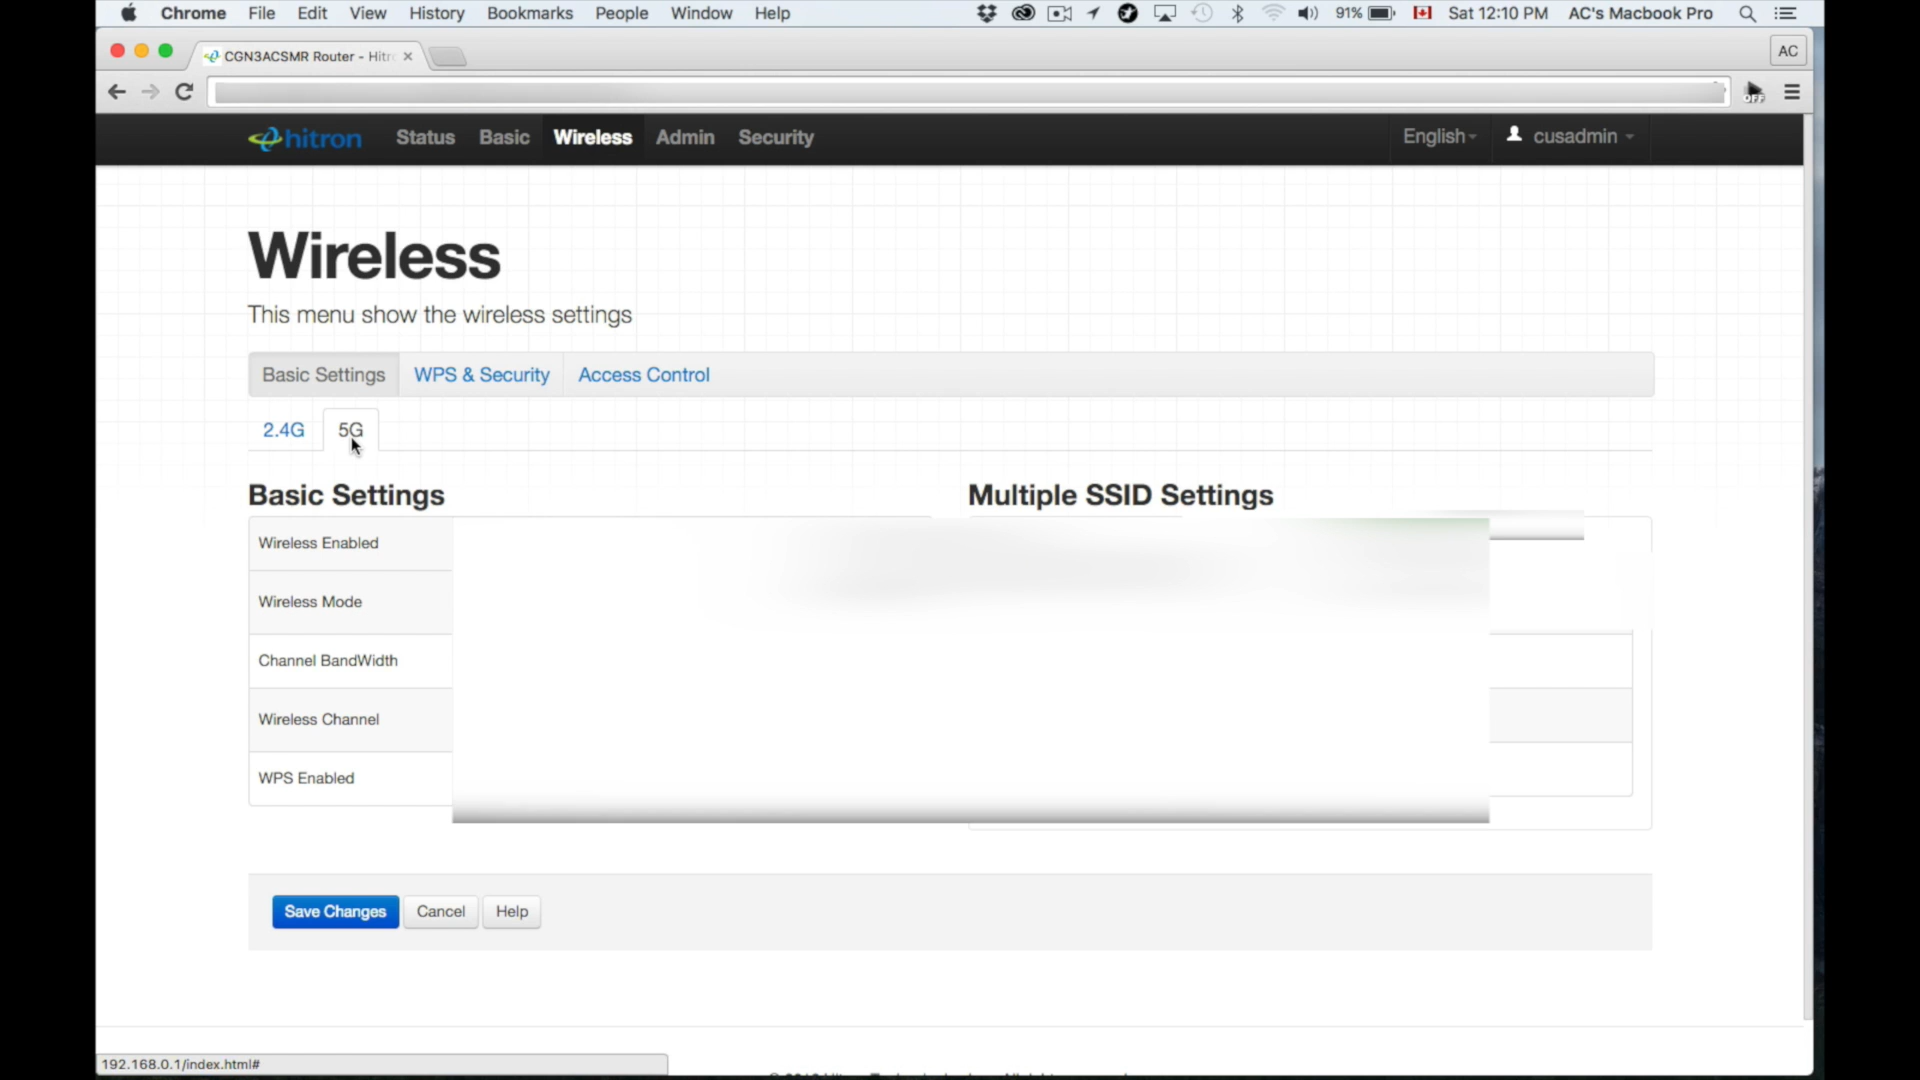 Chrome File Edit View History Bookmarks People Window Help 91% Sat 12:10 PM AC's Macbook Pro
CGN3ACSMR Router - Hitr AC
OFF
hitron Status Basic Wireless Admin Security English cusadmin
Wireless
This menu show the wireless settings
Basic Settings WPS & Security Access Control
2.4G 5G
Basic Settings Multiple SSID Settings
Wireless Enabled
Wireless Mode
Channel BandWidth
Wireless Channel
WPS Enabled
Save Changes Cancel Help
192.168.0.1/index.html#